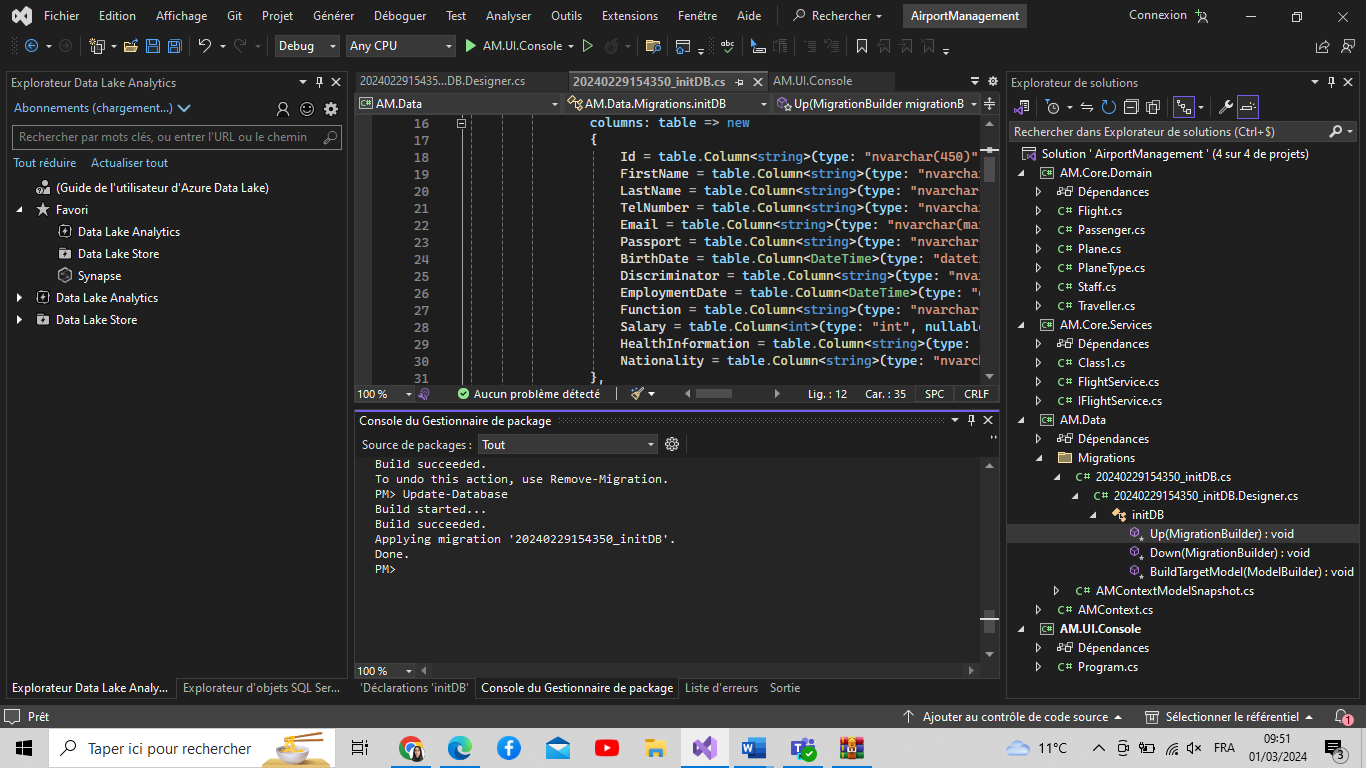 Fichier Edition Affichage Git Projet Générer Déboguer Test Analyser Outils Extensions Fenêtre Aide Rechercher AirportManagement Connexion
Debug Any CPU AM.UI.Console
Explorateur Data Lake Analytics
Abonnements (chargement...)
Rechercher par mots clés, ou entrer l'URL ou le chemin
Tout réduire Actualiser tout
(Guide de l'utilisateur d'Azure Data Lake)
Favori
Data Lake Analytics
Data Lake Store
Synapse
Data Lake Analytics
Data Lake Store
Explorateur Data Lake Analy... Explorateur d'objets SQL Ser...
2024022915435...DB.Designer.cs 20240229154350_initDB.cs AM.UI.Console
AM.Data AM.Data.Migrations.initDB Up(MigrationBuilder migrationB
16 columns: table => new
17 {
18 Id = table.Column<string>(type: "nvarchar(450)"
19 FirstName = table.Column<string>(type: "nvarchar
20 LastName = table.Column<string>(type: "nvarchar
21 TelNumber = table.Column<string>(type: "nvarchar
22 Email = table.Column<string>(type: "nvarchar(ma
23 Passport = table.Column<string>(type: "nvarchar
24 BirthDate = table.Column<DateTime>(type: "datet
25 Discriminator = table.Column<string>(type: "nva
26 EmploymentDate = table.Column<DateTime>(type: "
27 Function = table.Column<string>(type: "nvarchar
28 Salary = table.Column<int>(type: "int", nullabl
29 HealthInformation = table.Column<string>(type:
30 Nationality = table.Column<string>(type: "nvarc
31 },
100 % Aucun problème détecté Lig. : 12 Car. : 35 SPC CRLF
Console du Gestionnaire de package
Source de packages : Tout
Build succeeded.
To undo this action, use Remove-Migration.
PM> Update-Database
Build started...
Build succeeded.
Applying migration '20240229154350_initDB'.
Done.
PM>
100 %
'Déclarations 'initDB' Console du Gestionnaire de package Liste d'erreurs Sortie
Explorateur de solutions
Rechercher dans Explorateur de solutions (Ctrl+$)
Solution ' AirportManagement ' (4 sur 4 de projets)
AM.Core.Domain
Dépendances
C# Flight.cs
C# Passenger.cs
C# Plane.cs
C# PlaneType.cs
C# Staff.cs
C# Traveller.cs
AM.Core.Services
Dépendances
C# Class1.cs
C# FlightService.cs
C# IFlightService.cs
AM.Data
Dépendances
Migrations
C# 20240229154350_initDB.cs
C# 20240229154350_initDB.Designer.cs
initDB
Up(MigrationBuilder) : void
Down(MigrationBuilder) : void
BuildTargetModel(ModelBuilder) : void
C# AMContextModelSnapshot.cs
C# AMContext.cs
AM.UI.Console
Dépendances
C# Program.cs
Prêt Ajouter au contrôle de code source Sélectionner le référentiel 1
Taper ici pour rechercher 11°C FRA 09:51
01/03/2024 3